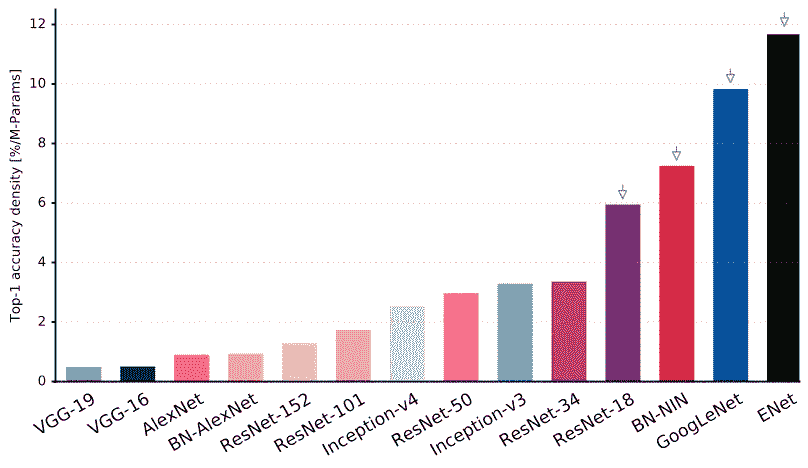 Top-1 accuracy density [%/M-Params]
12
10
8
6
4
2
0
VGG-19
VGG-16
AlexNet
BN-AlexNet
ResNet-152
ResNet-101
Inception-v4
ResNet-50
Inception-v3
ResNet-34
ResNet-18
BN-NIN
GoogLeNet
ENet